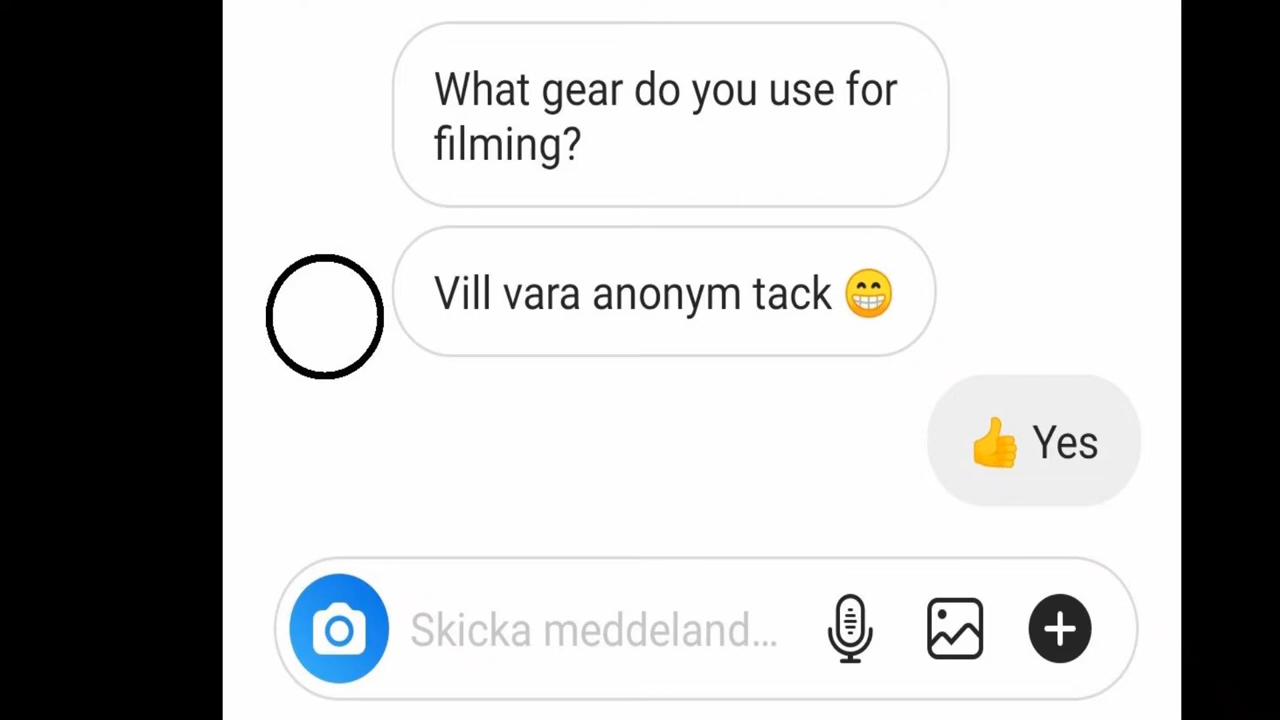 What gear do you use for
filming?
Vill vara anonym tack 😁
👍 Yes
Skicka meddeland...